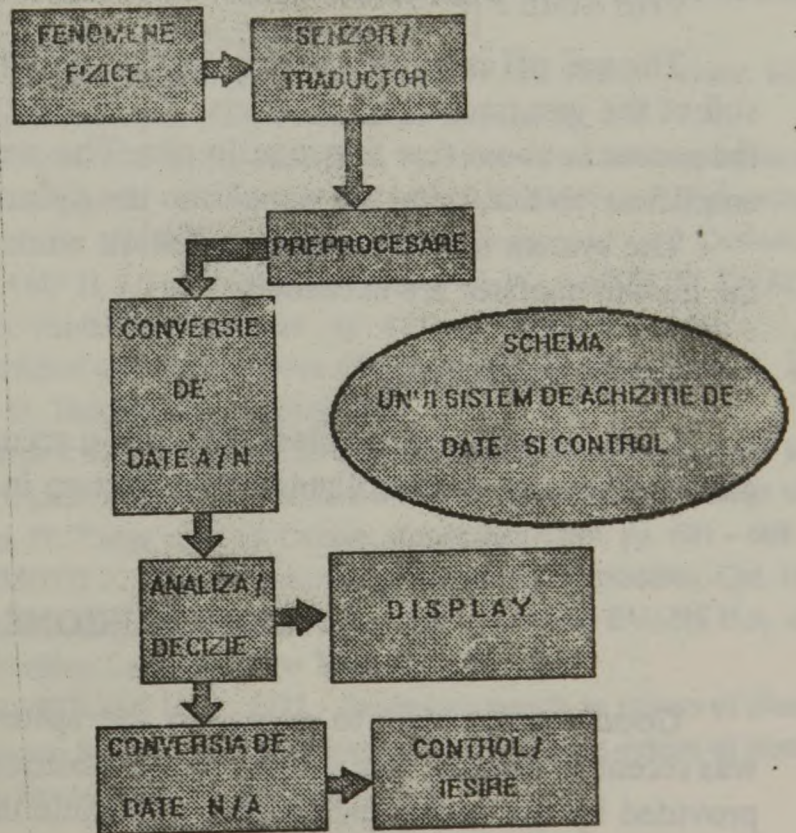 FENOMENE
FIZICE
SENZOR /
TRADUCTOR
PREPROCESARE
CONVERSIE
DE
DATE A / N
SCHEMA
UNUI SISTEM DE ACHIZITIE DE
DATE SI CONTROL
ANALIZA /
DECIZIE
DISPLAY
CONVERSIA DE
DATE N / A
CONTROL /
IESIRE